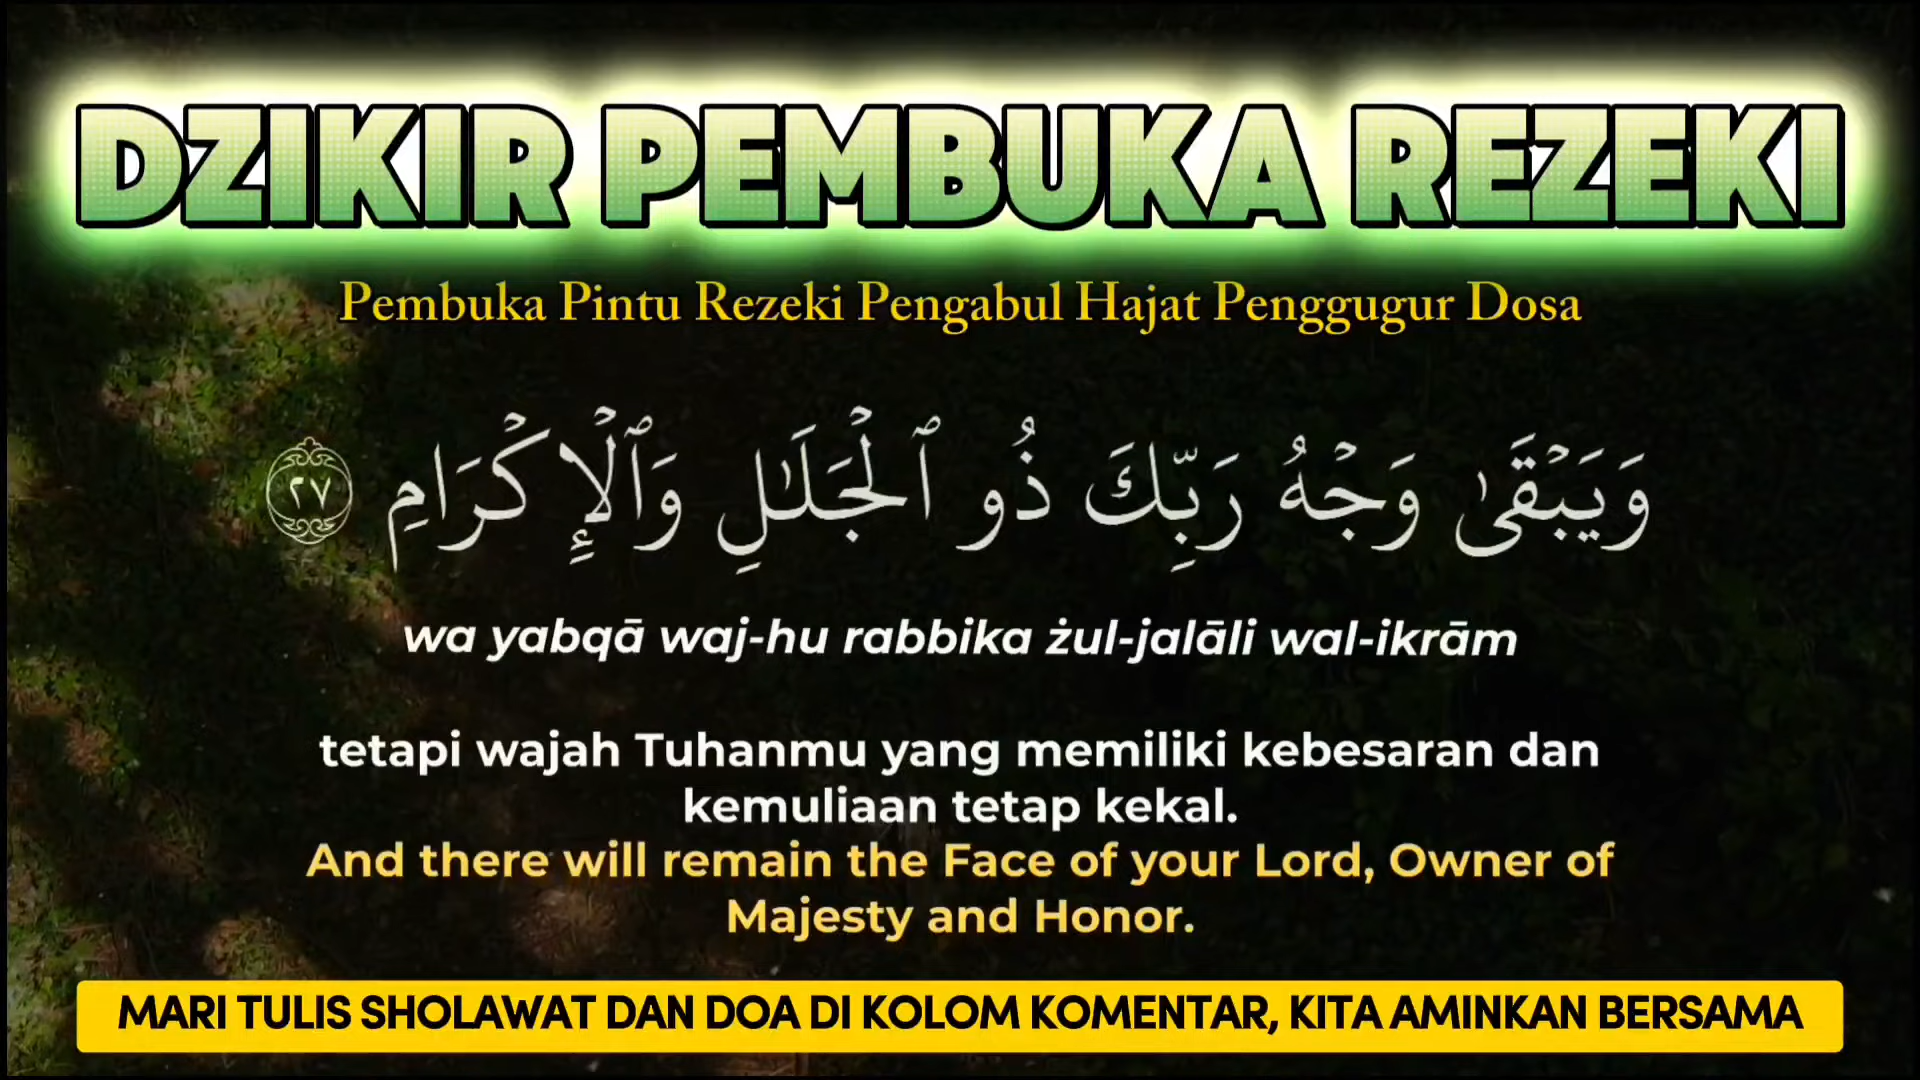 DZIKIR PEMBUKA REZEKI
Pembuka Pintu Rezeki Pengabul Hajat Penggugur Dosa
وَيَبْقَىٰ وَجْهُ رَبِّكَ ذُو ٱلْجَلَـٰلِ وَٱلْإِكْرَامِ ٢٧
wa yabqā waj-hu rabbika żul-jalāli wal-ikrām
tetapi wajah Tuhanmu yang memiliki kebesaran dan
kemuliaan tetap kekal.
And there will remain the Face of your Lord, Owner of
Majesty and Honor.
MARI TULIS SHOLAWAT DAN DOA DI KOLOM KOMENTAR, KITA AMINKAN BERSAMA